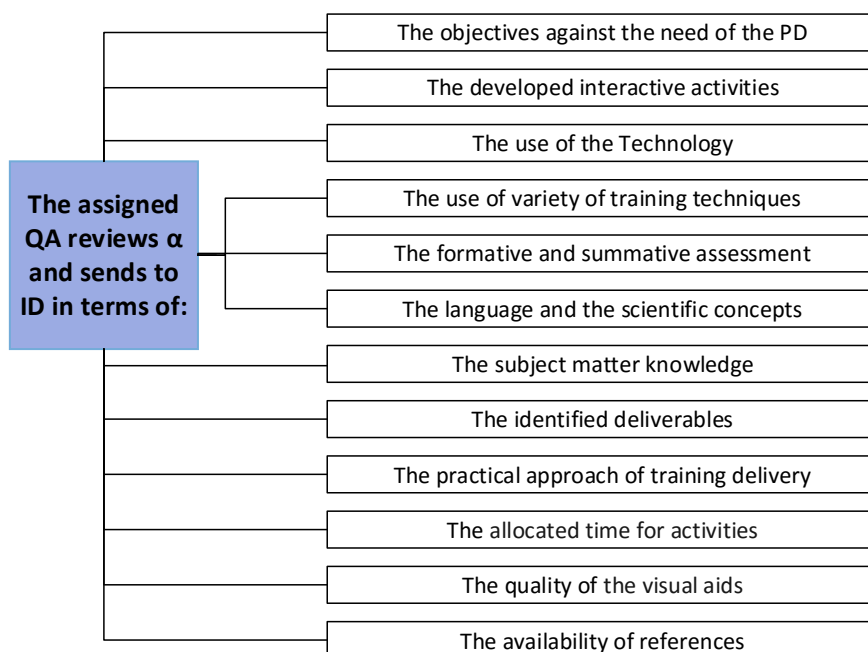 The objectives against the need of the PD
The developed interactive activities
The use of the Technology
The assigned
QA reviews α
and sends to
ID in terms of:
The use of variety of training techniques
The formative and summative assessment
The language and the scientific concepts
The subject matter knowledge
The identified deliverables
The practical approach of training delivery
The allocated time for activities
The quality of the visual aids
The availability of references